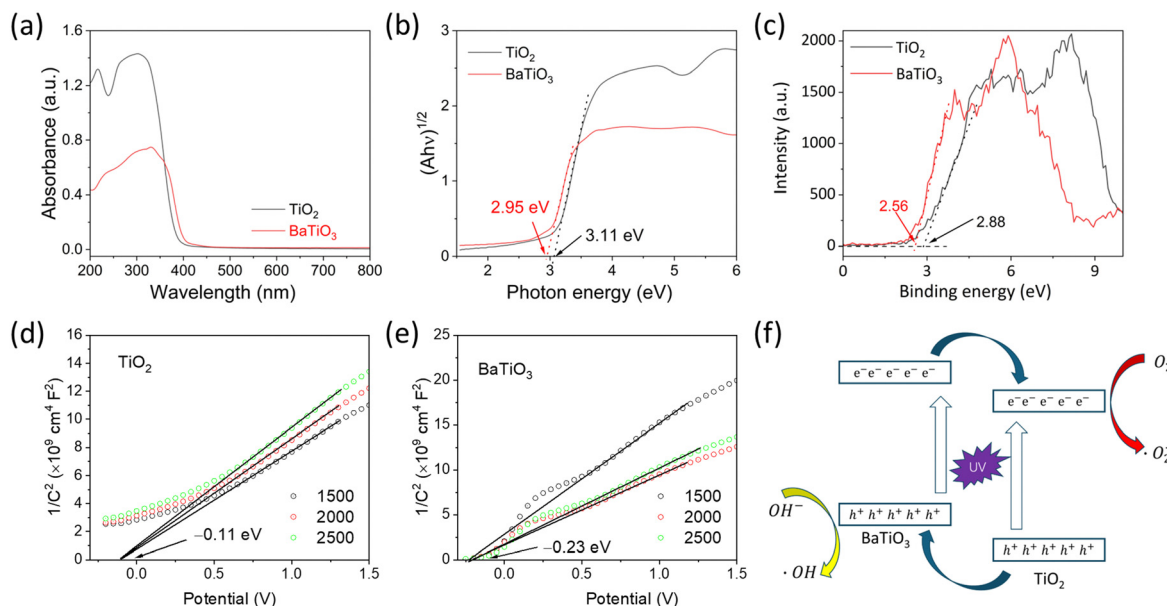 (a)
1.6
1.2
0.8
0.4
0.0
Absorbance (a.u.)
TiO₂
BaTiO₃
200 300 400 500 600 700 800
Wavelength (nm)
(b)
4
3
2
1
0
(Ahν)^1/2
TiO₂
BaTiO₃
2.95 eV
3.11 eV
2 3 4 5 6
Photon energy (eV)
(c)
2000
1500
1000
500
0
Intensity (a.u.)
TiO₂
BaTiO₃
2.56
2.88
0 3 6 9
Binding energy (eV)
(d)
16
14
12
10
8
6
4
2
0
1/C² (×10⁹ cm⁴ F²)
TiO₂
1500
2000
2500
−0.11 eV
0.0 0.5 1.0 1.5
Potential (V)
(e)
25
20
15
10
5
0
1/C² (×10⁹ cm⁴ F²)
BaTiO₃
1500
2000
2500
−0.23 eV
0.0 0.5 1.0 1.5
Potential (V)
(f)
e⁻e⁻ e⁻ e⁻ e⁻
e⁻e⁻ e⁻ e⁻ e⁻
UV
OH⁻
· OH
h⁺ h⁺ h⁺ h⁺ h⁺
BaTiO₃
h⁺ h⁺ h⁺ h⁺ h⁺
TiO₂